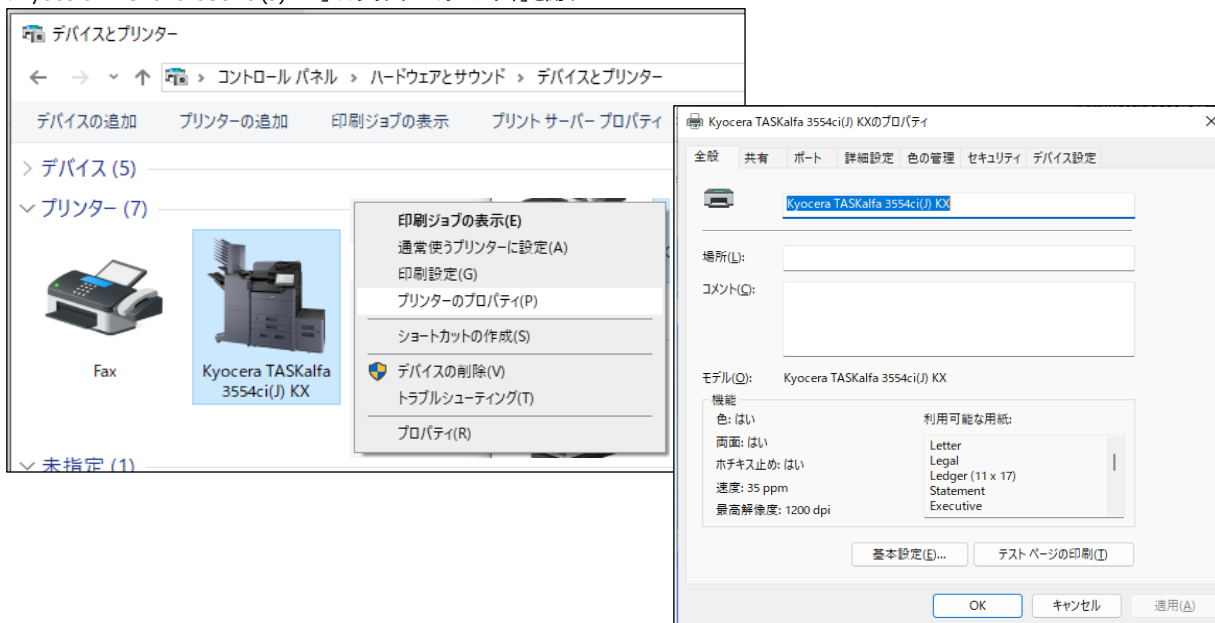 デバイスとプリンター
コントロール パネル › ハードウェアとサウンド › デバイスとプリンター
デバイスの追加 プリンターの追加 印刷ジョブの表示 プリント サーバー プロパティ
デバイス (5)
プリンター (7)
Fax
Kyocera TASKalfa
3554ci(J) KX
未指定 (1)
印刷ジョブの表示(E)
通常使うプリンターに設定(A)
印刷設定(G)
プリンターのプロパティ(P)
ショートカットの作成(S)
デバイスの削除(V)
トラブルシューティング(T)
プロパティ(R)
Kyocera TASKalfa 3554ci(J) KXのプロパティ
全般 共有 ポート 詳細設定 色の管理 セキュリティ デバイス設定
Kyocera TASKalfa 3554ci(J) KX
場所(L):
コメント(C):
モデル(O): Kyocera TASKalfa 3554ci(J) KX
機能
色: はい
両面: はい
ホチキス止め: はい
速度: 35 ppm
最高解像度: 1200 dpi
利用可能な用紙:
Letter
Legal
Ledger (11 x 17)
Statement
Executive
基本設定(E)... テスト ページの印刷(T)
OK キャンセル 適用(A)